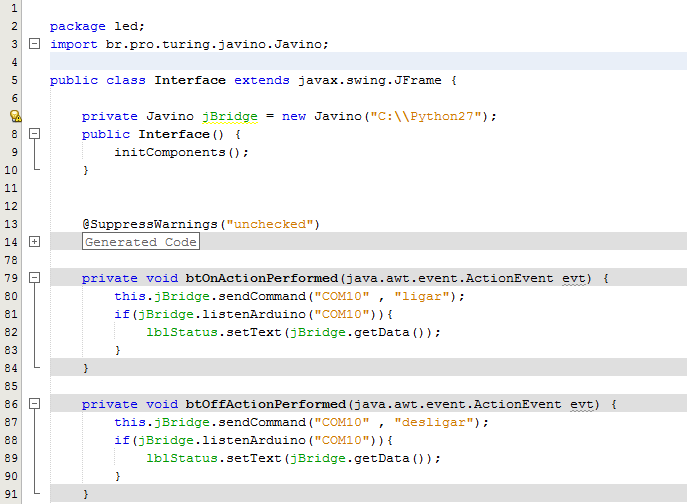 1
2 package led;
3 import br.pro.turing.javino.Javino;
4
5 public class Interface extends javax.swing.JFrame {
6
private Javino jBridge = new Javino("C:\\Python27");
8 public Interface() {
9 initComponents();
10 }
11
12
13 @SuppressWarnings("unchecked")
14 Generated Code
78
79 private void btOnActionPerformed(java.awt.event.ActionEvent evt) {
80 this.jBridge.sendCommand("COM10" , "ligar");
81 if(jBridge.listenArduino("COM10")){
82 lblStatus.setText(jBridge.getData());
83 }
84 }
85
86 private void btOffActionPerformed(java.awt.event.ActionEvent evt) {
87 this.jBridge.sendCommand("COM10" , "desligar");
88 if(jBridge.listenArduino("COM10")){
89 lblStatus.setText(jBridge.getData());
90 }
91 }